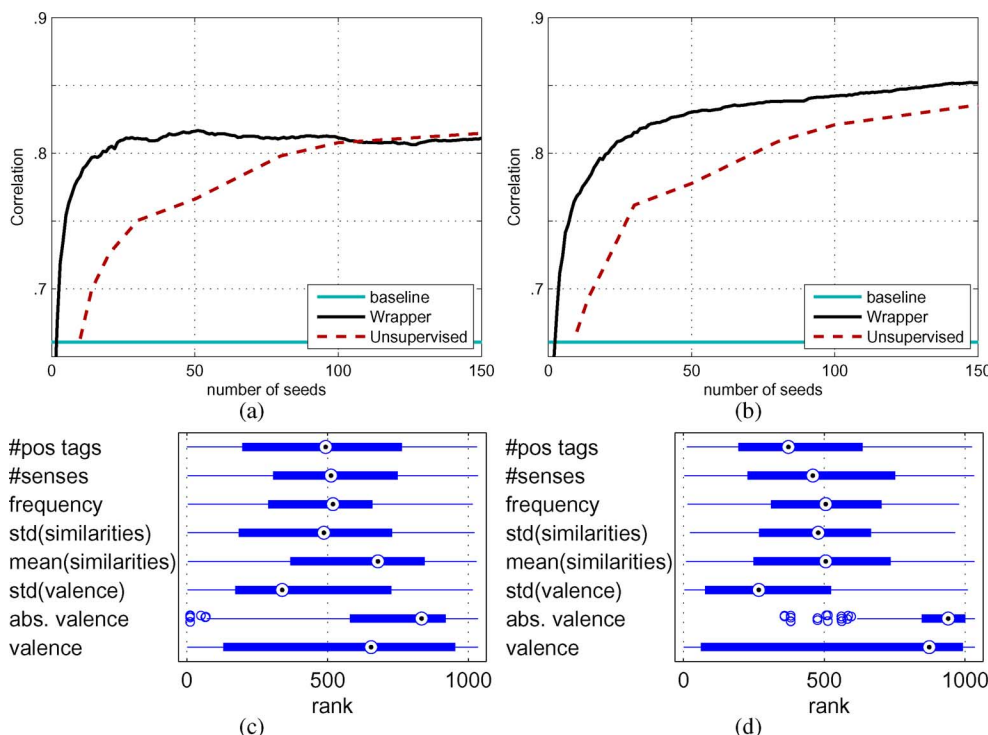 .9
.8
.7
Correlation
0 50 100 150
number of seeds
baseline
Wrapper
Unsupervised
(a)
.9
.8
.7
Correlation
0 50 100 150
number of seeds
baseline
Wrapper
Unsupervised
(b)
#pos tags
#senses
frequency
std(similarities)
mean(similarities)
std(valence)
abs. valence
valence
0 500 1000
rank
(c)
#pos tags
#senses
frequency
std(similarities)
mean(similarities)
std(valence)
abs. valence
valence
0 500 1000
rank
(d)